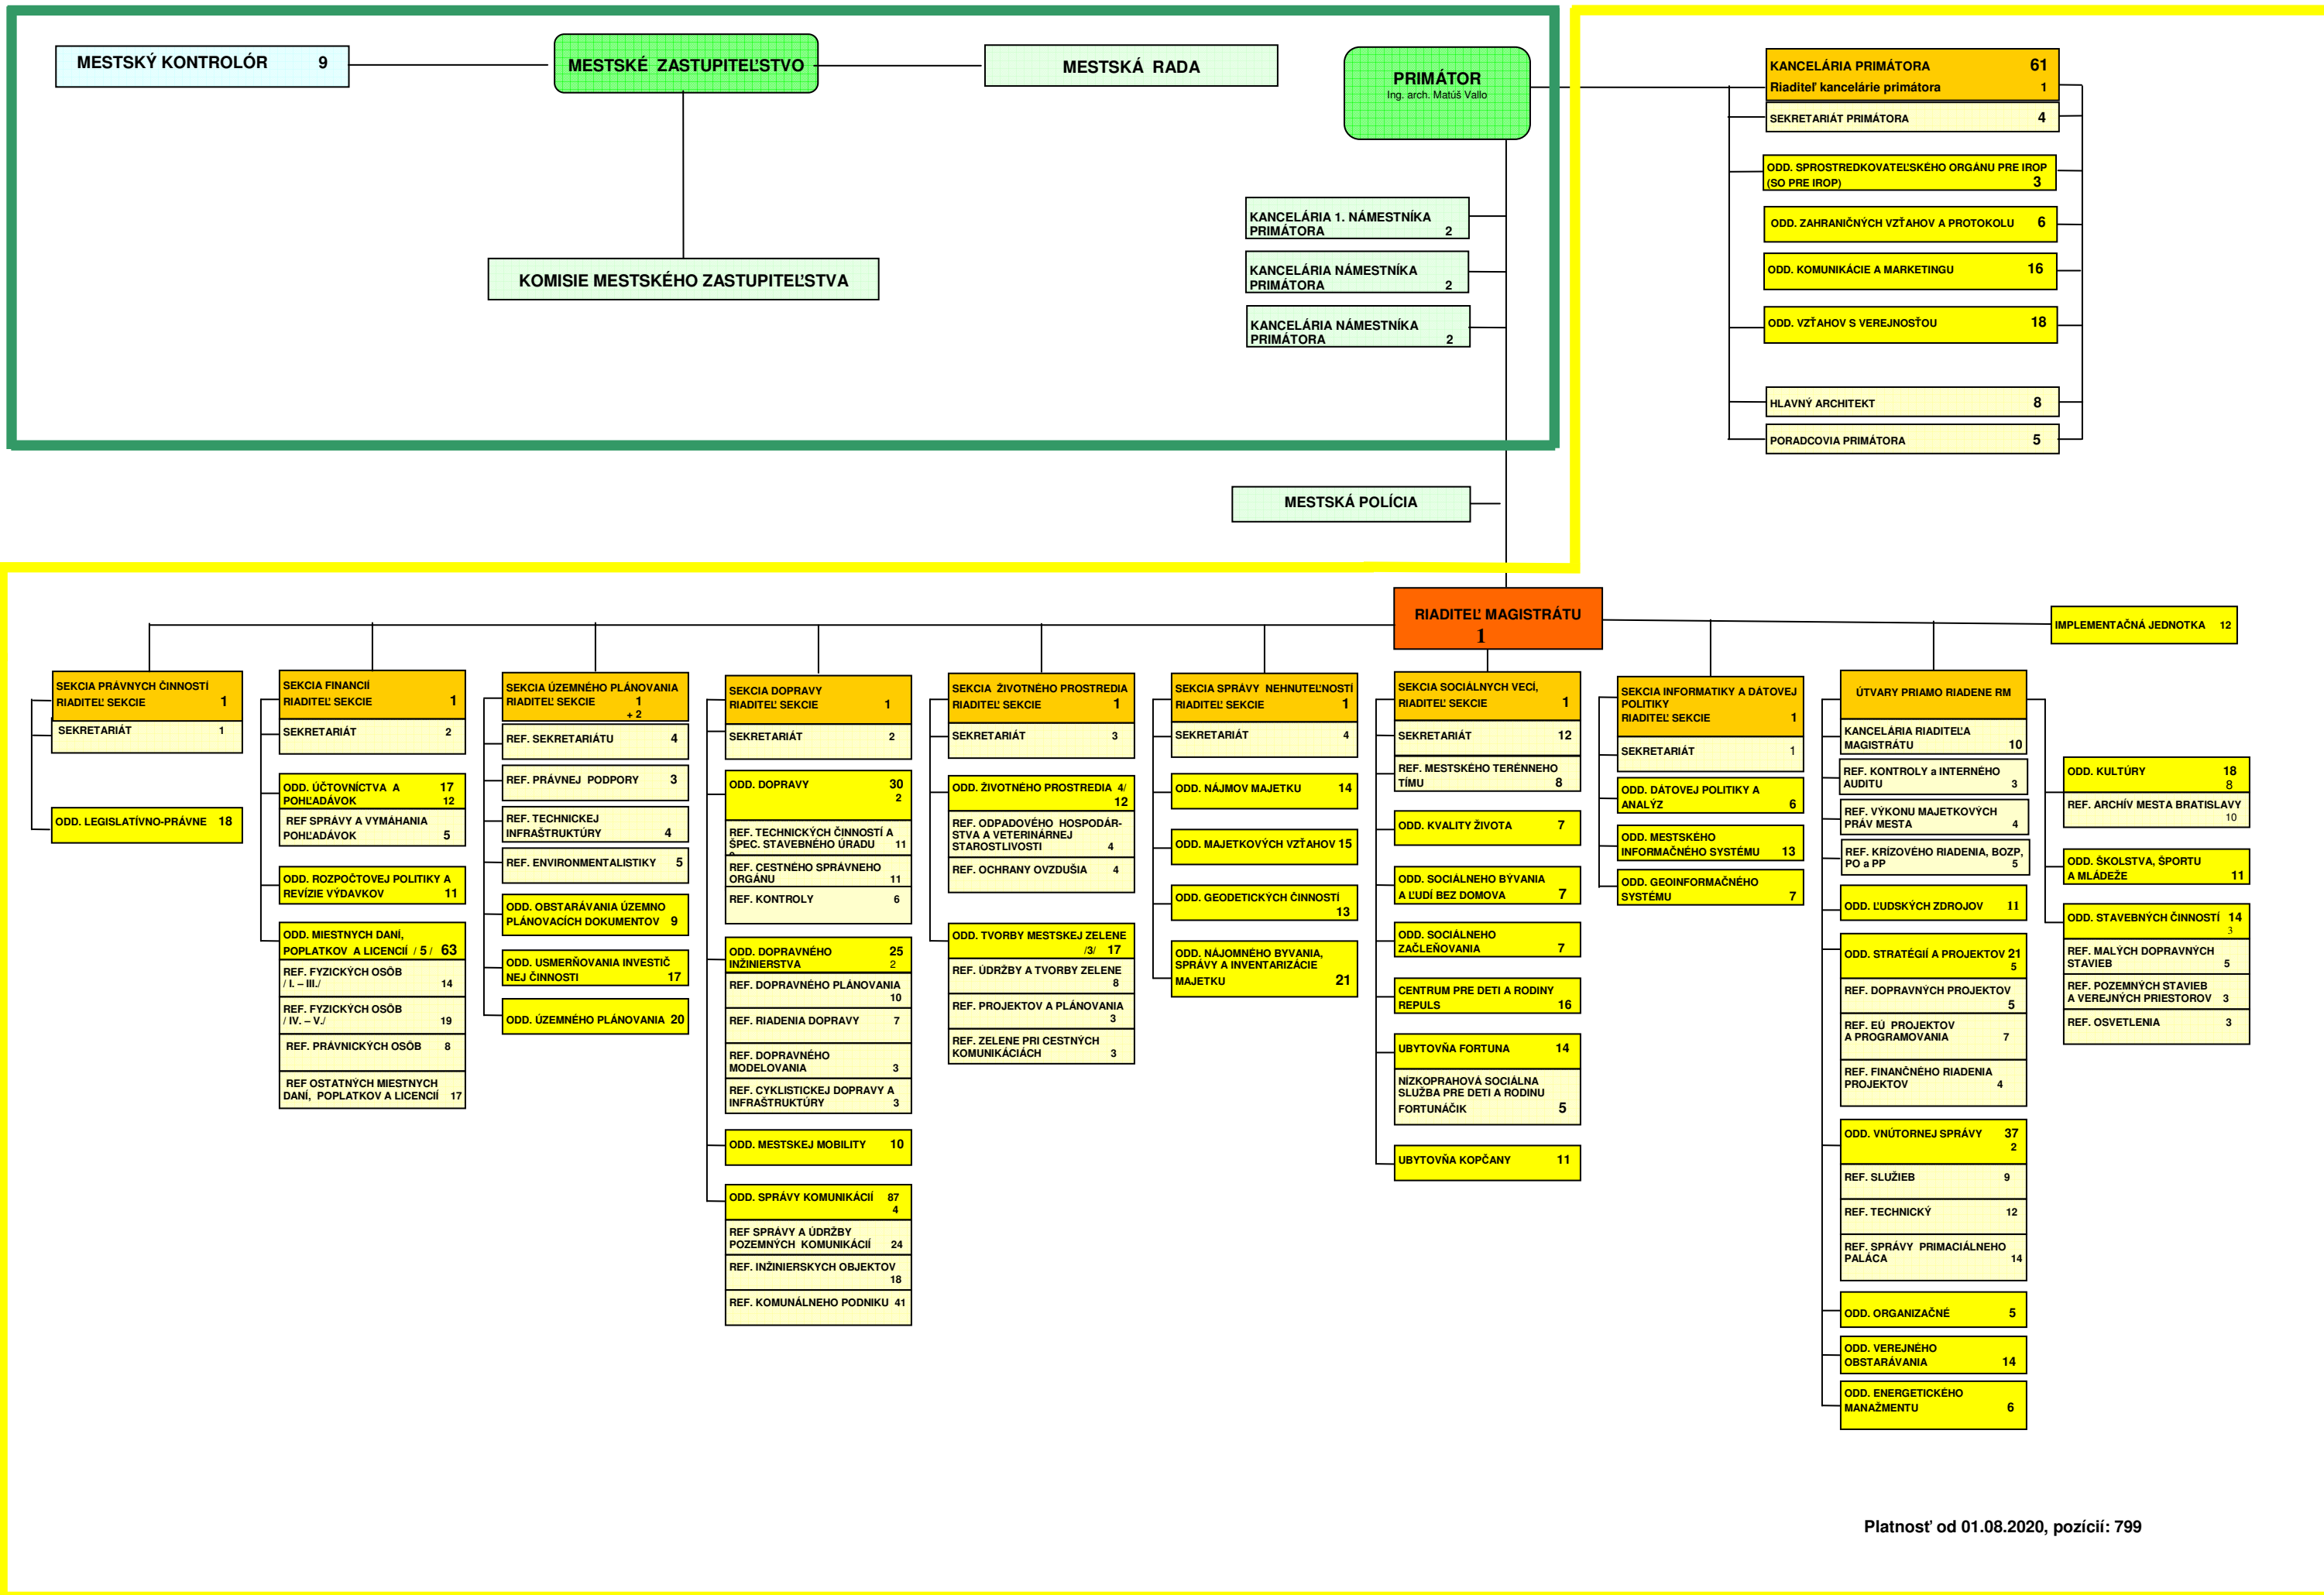 MESTSKÝ KONTROLÓR 9
MESTSKÉ ZASTUPITEĽSTVO
MESTSKÁ RADA
PRIMÁTOR
Ing. arch. Matúš Vallo
KOMISIE MESTSKÉHO ZASTUPITEĽSTVA
KANCELÁRIA 1. NÁMESTNÍKA
PRIMÁTORA 2
KANCELÁRIA NÁMESTNÍKA
PRIMÁTORA 2
KANCELÁRIA NÁMESTNÍKA
PRIMÁTORA 2
KANCELÁRIA PRIMÁTORA 61
Riaditeľ kancelárie primátora 1
SEKRETARIÁT PRIMÁTORA 4
ODD. SPROSTREDKOVATEĽSKÉHO ORGÁNU PRE IROP
(SO PRE IROP) 3
ODD. ZAHRANIČNÝCH VZŤAHOV A PROTOKOLU 6
ODD. KOMUNIKÁCIE A MARKETINGU 16
ODD. VZŤAHOV S VEREJNOSŤOU 18
HLAVNÝ ARCHITEKT 8
PORADCOVIA PRIMÁTORA 5
MESTSKÁ POLÍCIA
RIADITEĽ MAGISTRÁTU
1
IMPLEMENTAČNÁ JEDNOTKA 12
SEKCIA PRÁVNYCH ČINNOSTÍ
RIADITEĽ SEKCIE 1
SEKRETARIÁT 1
ODD. LEGISLATÍVNO-PRÁVNE 18
SEKCIA FINANCIÍ
RIADITEĽ SEKCIE 1
SEKRETARIÁT 2
ODD. ÚČTOVNÍCTVA A 17
POHĽADÁVOK 12
REF SPRÁVY A VYMÁHANIA
POHĽADÁVOK 5
ODD. ROZPOČTOVEJ POLITIKY A
REVÍZIE VÝDAVKOV 11
ODD. MIESTNYCH DANÍ,
POPLATKOV A LICENCIÍ / 5 / 63
REF. FYZICKÝCH OSÔB
/ I. – III./ 14
REF. FYZICKÝCH OSÔB
/ IV. – V./ 19
REF. PRÁVNICKÝCH OSÔB 8
REF OSTATNÝCH MIESTNYCH
DANÍ, POPLATKOV A LICENCIÍ 17
SEKCIA ÚZEMNÉHO PLÁNOVANIA
RIADITEĽ SEKCIE 1
+ 2
REF. SEKRETARIÁTU 4
REF. PRÁVNEJ PODPORY 3
REF. TECHNICKEJ
INFRAŠTRUKTÚRY 4
REF. ENVIRONMENTALISTIKY 5
ODD. OBSTARÁVANIA ÚZEMNO
PLÁNOVACÍCH DOKUMENTOV 9
ODD. USMERŇOVANIA INVESTIČ
NEJ ČINNOSTI 17
ODD. ÚZEMNÉHO PLÁNOVANIA 20
SEKCIA DOPRAVY
RIADITEĽ SEKCIE 1
SEKRETARIÁT 2
ODD. DOPRAVY 30
2
REF. TECHNICKÝCH ČINNOSTÍ A
ŠPEC. STAVEBNÉHO ÚRADU 11
REF. CESTNÉHO SPRÁVNEHO
ORGÁNU 11
REF. KONTROLY 6
ODD. DOPRAVNÉHO 25
INŽINIERSTVA 2
REF. DOPRAVNÉHO PLÁNOVANIA
10
REF. RIADENIA DOPRAVY 7
REF. DOPRAVNÉHO
MODELOVANIA 3
REF. CYKLISTICKEJ DOPRAVY A
INFRAŠTRUKTÚRY 3
ODD. MESTSKEJ MOBILITY 10
ODD. SPRÁVY KOMUNIKÁCIÍ 87
4
REF SPRÁVY A ÚDRŽBY
POZEMNÝCH KOMUNIKÁCIÍ 24
REF. INŽINIERSKYCH OBJEKTOV
18
REF. KOMUNÁLNEHO PODNIKU 41
SEKCIA ŽIVOTNÉHO PROSTREDIA
RIADITEĽ SEKCIE 1
SEKRETARIÁT 3
ODD. ŽIVOTNÉHO PROSTREDIA 4/
12
REF. ODPADOVÉHO HOSPODÁR-
STVA A VETERINÁRNEJ
STAROSTLIVOSTI 4
REF. OCHRANY OVZDUŠIA 4
ODD. TVORBY MESTSKEJ ZELENE
/3/ 17
REF. ÚDRŽBY A TVORBY ZELENE
8
REF. PROJEKTOV A PLÁNOVANIA
3
REF. ZELENE PRI CESTNÝCH
KOMUNIKÁCIÁCH 3
SEKCIA SPRÁVY NEHNUTEĽNOSTÍ
RIADITEĽ SEKCIE 1
SEKRETARIÁT 4
ODD. NÁJMOV MAJETKU 14
ODD. MAJETKOVÝCH VZŤAHOV 15
ODD. GEODETICKÝCH ČINNOSTÍ
13
ODD. NÁJOMNÉHO BÝVANIA,
SPRÁVY A INVENTARIZÁCIE
MAJETKU 21
SEKCIA SOCIÁLNYCH VECÍ,
RIADITEĽ SEKCIE 1
SEKRETARIÁT 12
REF. MESTSKÉHO TERÉNNEHO
TÍMU 8
ODD. KVALITY ŽIVOTA 7
ODD. SOCIÁLNEHO BÝVANIA
A ĽUDÍ BEZ DOMOVA 7
ODD. SOCIÁLNEHO
ZAČLEŇOVANIA 7
CENTRUM PRE DETI A RODINY
REPULS 16
UBYTOVŇA FORTUNA 14
NÍZKOPRAHOVÁ SOCIÁLNA
SLUŽBA PRE DETI A RODINU
FORTUNÁČIK 5
UBYTOVŇA KOPČANY 11
SEKCIA INFORMATIKY A DÁTOVEJ
POLITIKY
RIADITEĽ SEKCIE 1
SEKRETARIÁT 1
ODD. DÁTOVEJ POLITIKY A
ANALÝZ 6
ODD. MESTSKÉHO
INFORMAČNÉHO SYSTÉMU 13
ODD. GEOINFORMAČNÉHO
SYSTÉMU 7
ÚTVARY PRIAMO RIADENE RM
KANCELÁRIA RIADITEĽA
MAGISTRÁTU 10
REF. KONTROLY a INTERNÉHO
AUDITU 3
REF. VÝKONU MAJETKOVÝCH
PRÁV MESTA 4
REF. KRÍZOVÉHO RIADENIA, BOZP,
PO a PP 5
ODD. ĽUDSKÝCH ZDROJOV 11
ODD. STRATÉGIÍ A PROJEKTOV 21
5
REF. DOPRAVNÝCH PROJEKTOV
5
REF. EÚ PROJEKTOV
A PROGRAMOVANIA 7
REF. FINANČNÉHO RIADENIA
PROJEKTOV 4
ODD. VNÚTORNEJ SPRÁVY 37
2
REF. SLUŽIEB 9
REF. TECHNICKÝ 12
REF. SPRÁVY PRIMACIÁLNEHO
PALÁCA 14
ODD. ORGANIZAČNÉ 5
ODD. VEREJNÉHO
OBSTARÁVANIA 14
ODD. ENERGETICKÉHO
MANAŽMENTU 6
ODD. KULTÚRY 18
8
REF. ARCHÍV MESTA BRATISLAVY
10
ODD. ŠKOLSTVA, ŠPORTU
A MLÁDEŽE 11
ODD. STAVEBNÝCH ČINNOSTÍ 14
3
REF. MALÝCH DOPRAVNÝCH
STAVIEB 5
REF. POZEMNÝCH STAVIEB
A VEREJNÝCH PRIESTOROV 3
REF. OSVETLENIA 3
Platnosť od 01.08.2020, pozícií: 799